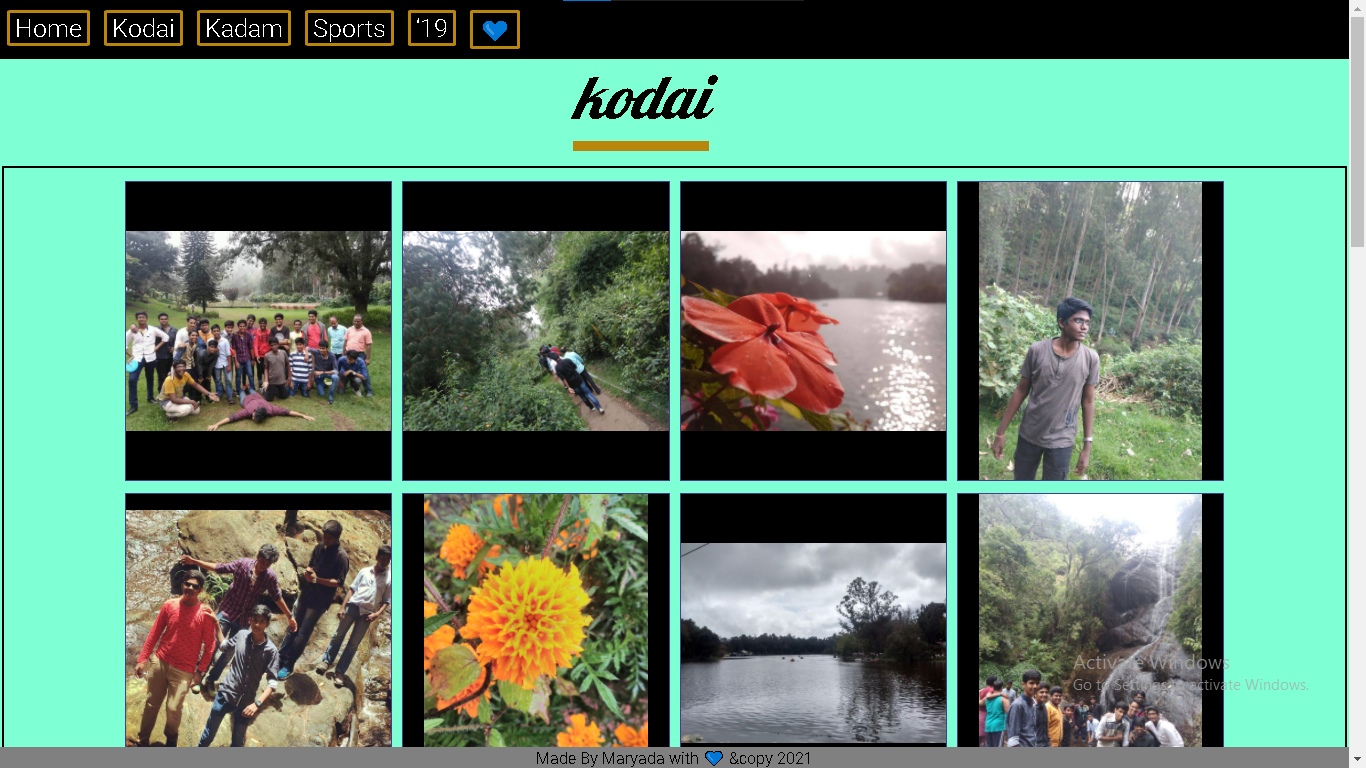 Home Kodai Kadam Sports ‘19 💙
kodai
Activate Windows
Go to Settings to activate Windows.
Made By Maryada with 💙 &copy 2021